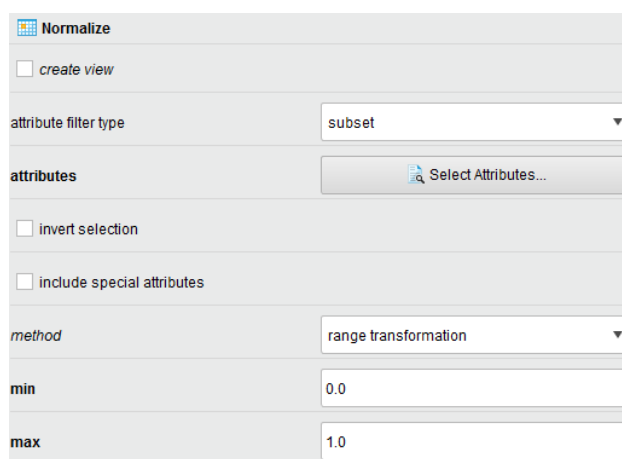 Normalize
create view
attribute filter type subset
attributes Select Attributes...
invert selection
include special attributes
method range transformation
min 0.0
max 1.0